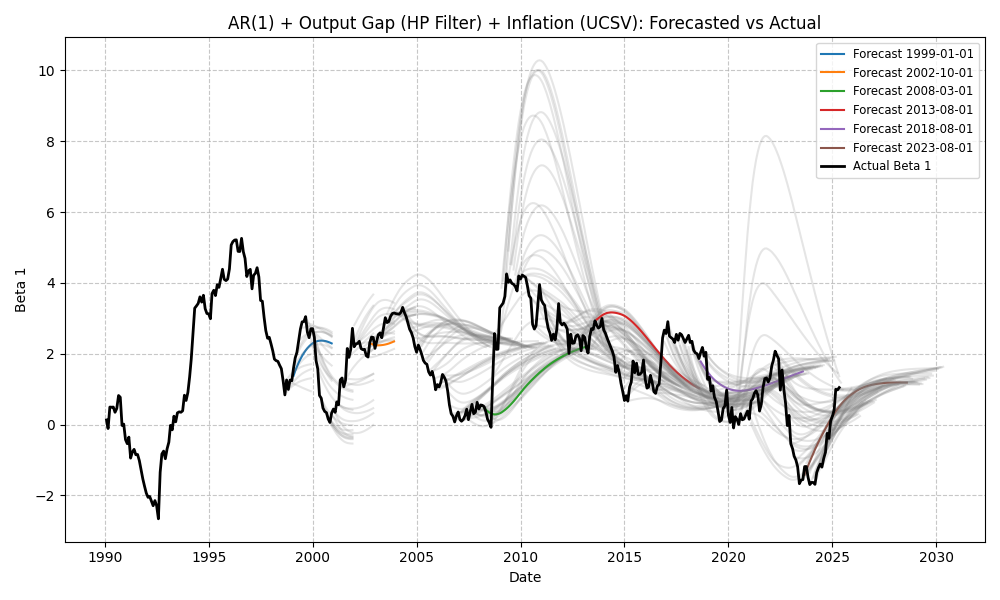 AR(1) + Output Gap (HP Filter) + Inflation (UCSV): Forecasted vs Actual
Forecast 1999-01-01
Forecast 2002-10-01
Forecast 2008-03-01
Forecast 2013-08-01
Forecast 2018-08-01
Forecast 2023-08-01
Actual Beta 1
Beta 1
10
8
6
4
2
0
−2
1990
1995
2000
2005
2010
2015
2020
2025
2030
Date